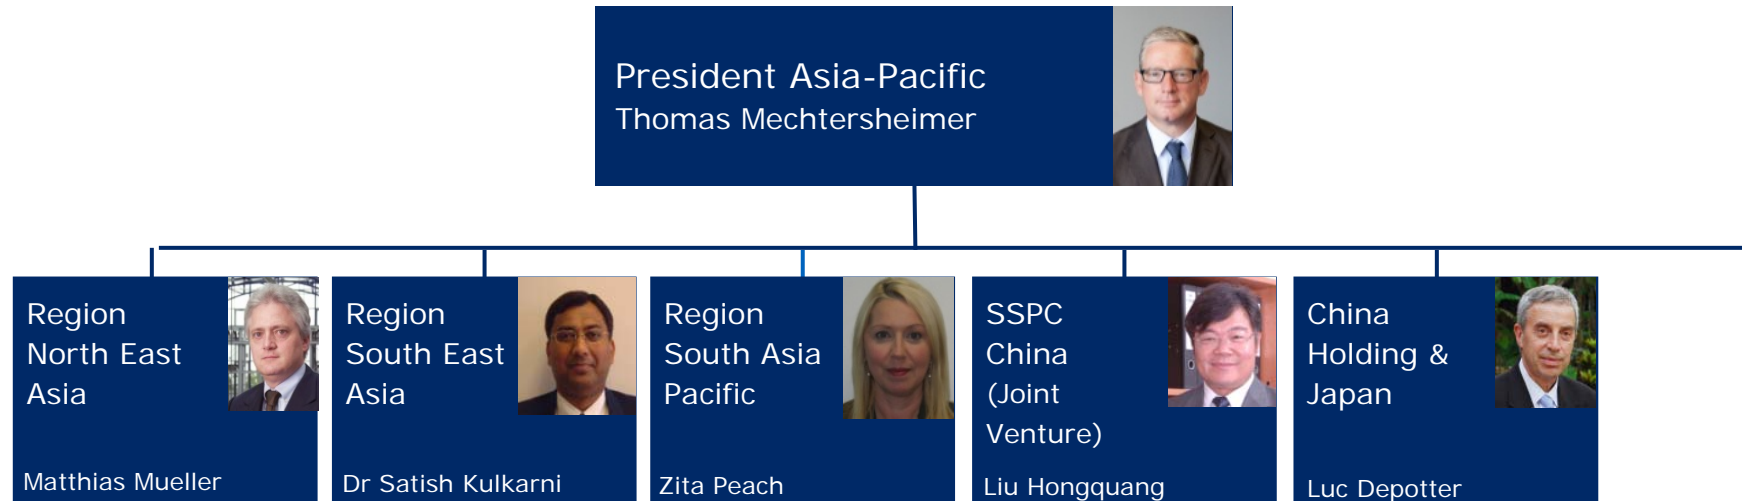 President Asia-Pacific
Thomas Mechtersheimer
Region
North East
Asia
Matthias Mueller
Region
South East
Asia
Dr Satish Kulkarni
Region
South Asia
Pacific
Zita Peach
SSPC
China
(Joint
Venture)
Liu Hongquang
China
Holding &
Japan
Luc Depotter